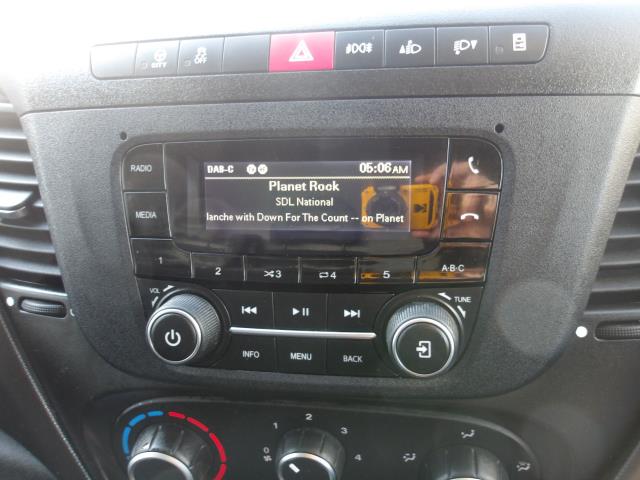 CITY OFF
RADIO
MEDIA
DAB-C 05:06AM
Planet Rock
SDL National
lanche with Down For The Count -- on Planet
1 2 3 4 5 A·B·C
VOL TUNE
INFO MENU BACK
0 1 2 3 4